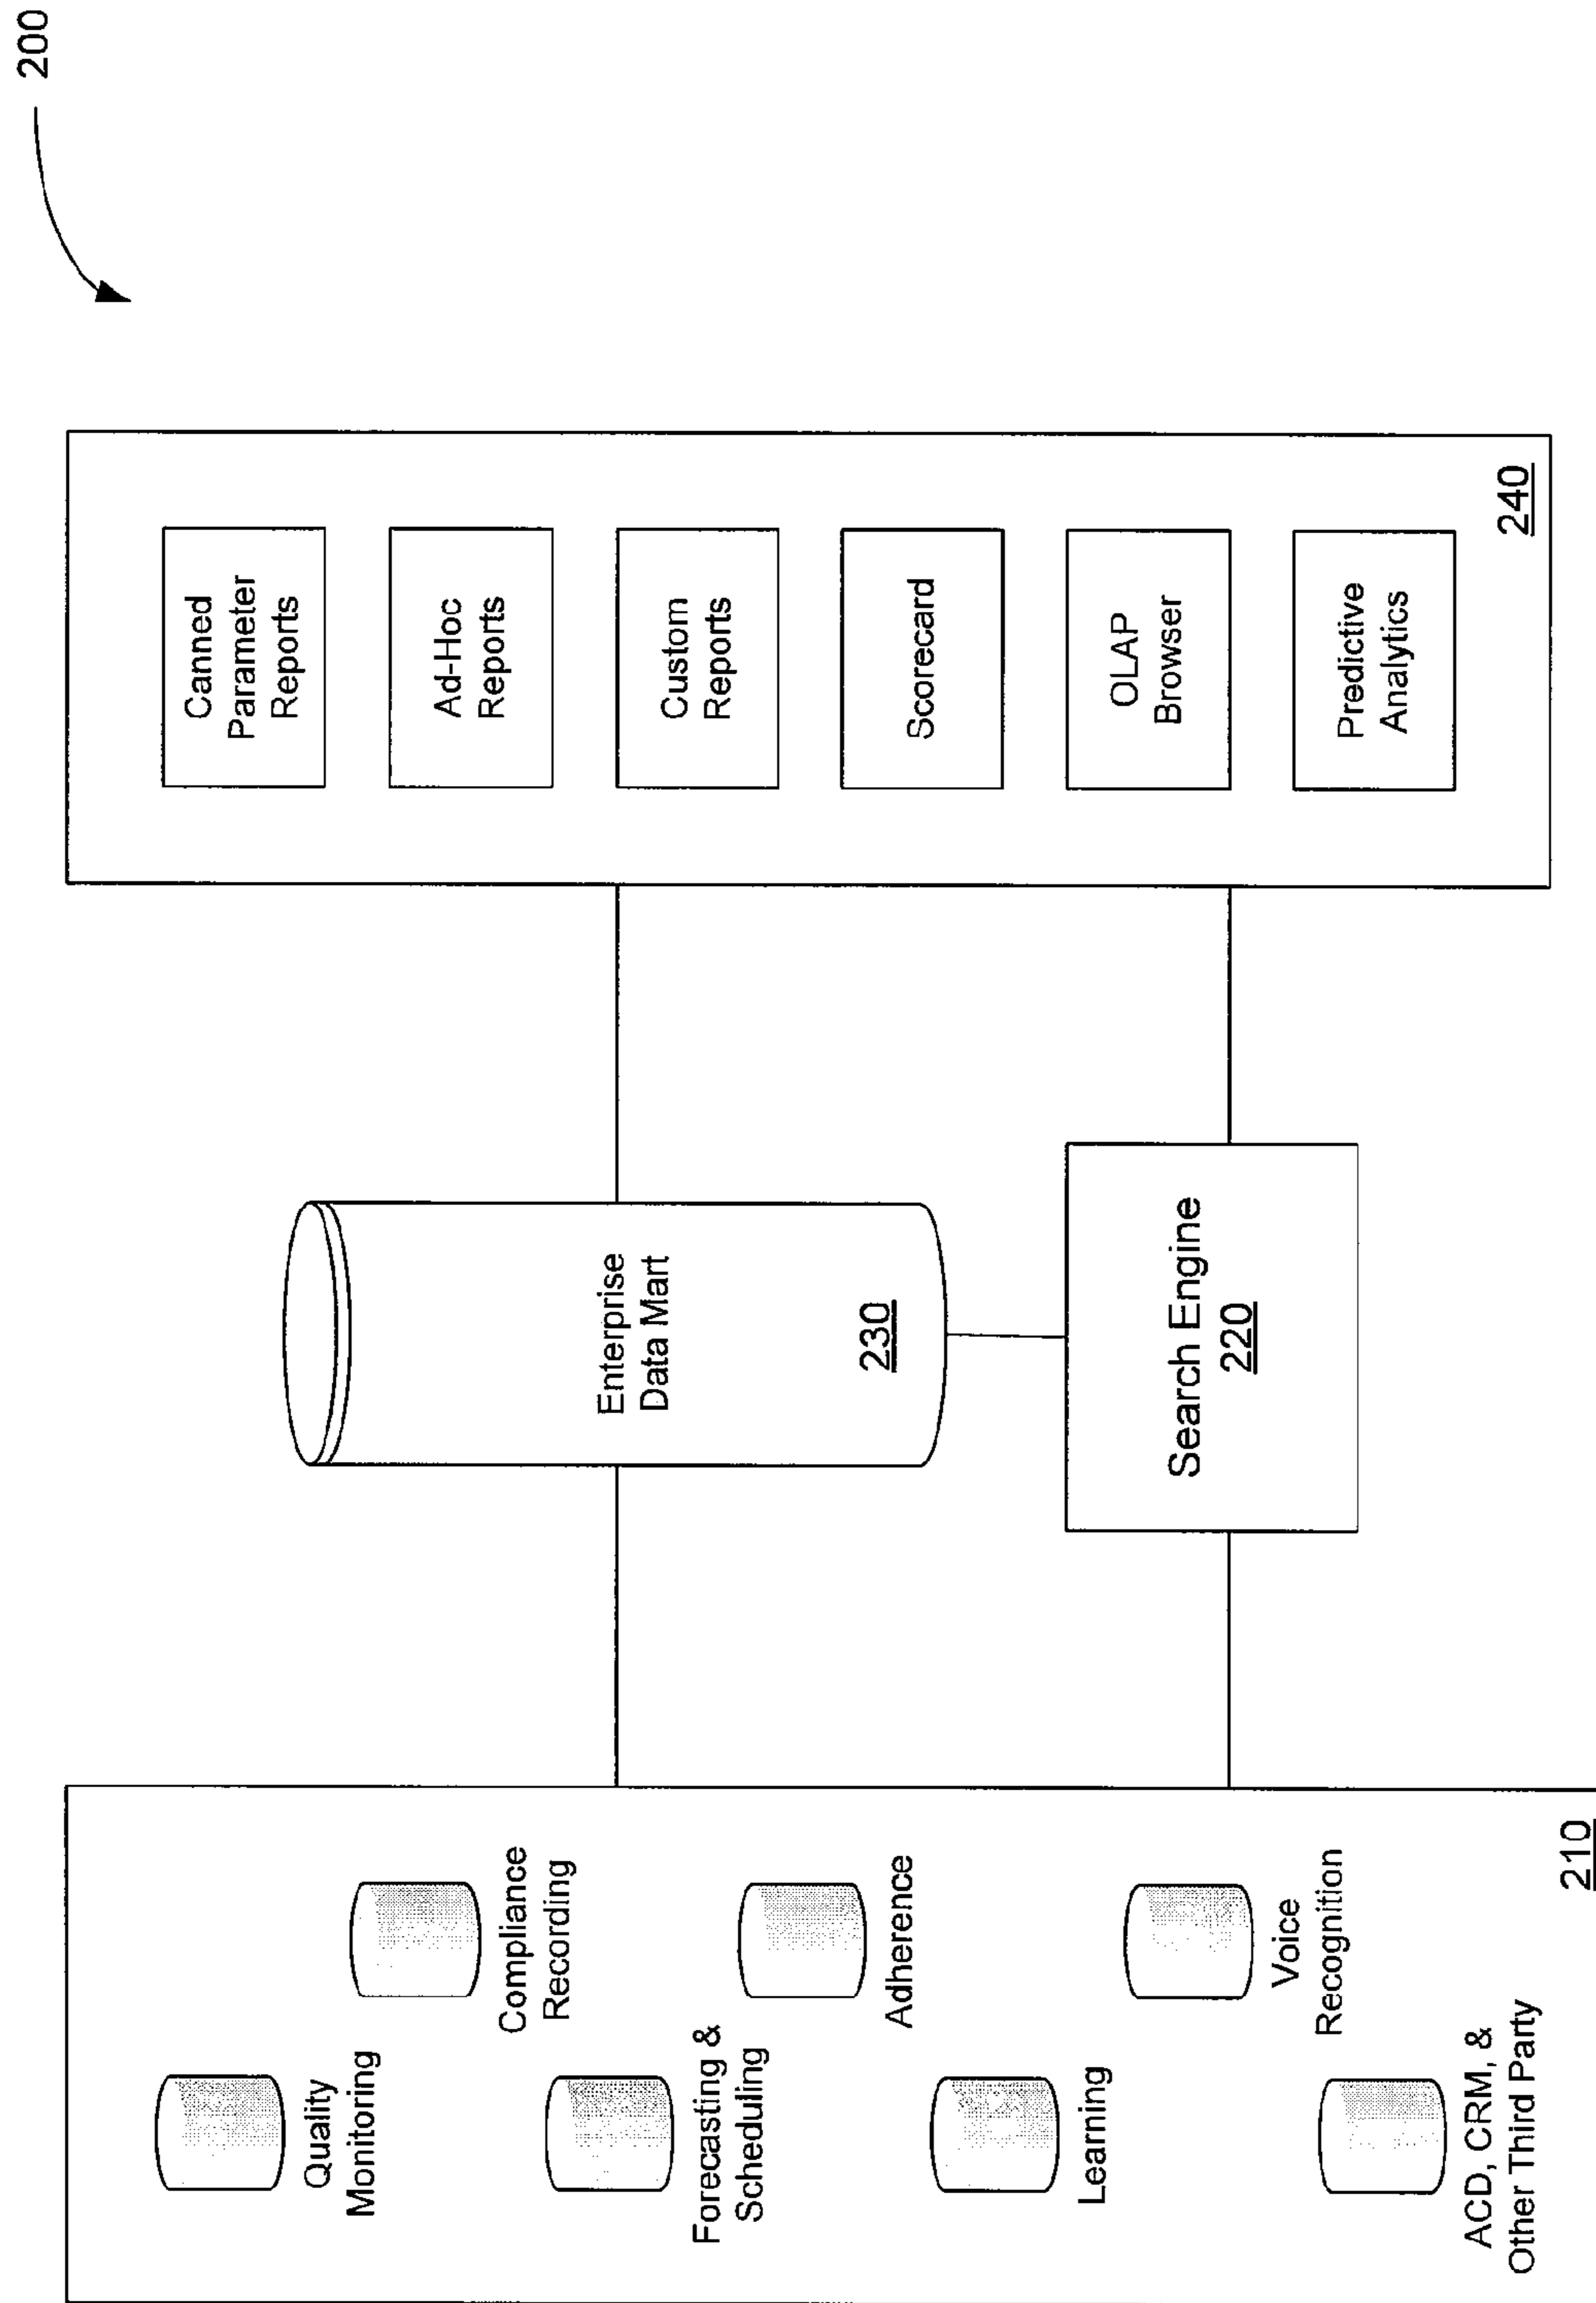 200
Quality
Monitoring
Compliance
Recording
Forecasting &
Scheduling
Adherence
Learning
Voice
Recognition
ACD, CRM, &
Other Third Party
210
Enterprise
Data Mart
230
Search Engine
220
Canned
Parameter
Reports
Ad-Hoc
Reports
Custom
Reports
Scorecard
OLAP
Browser
Predictive
Analytics
240